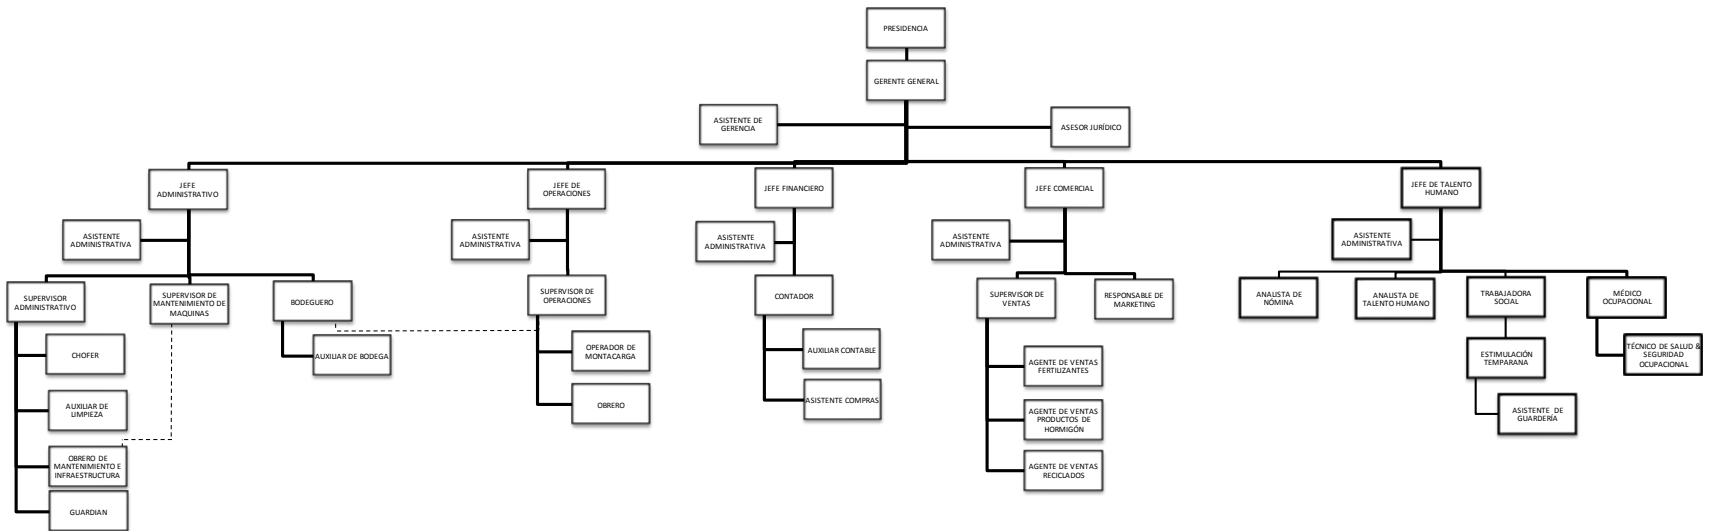 PRESIDENCIA
GERENTE GENERAL
ASISTENTE DE
GERENCIA
ASESOR JURÍDICO
JEFE
ADMINISTRATIVO
JEFE DE
OPERACIONES
JEFE FINANCIERO
JEFE COMERCIAL
JEFE DE TALENTO
HUMANO
ASISTENTE
ADMINISTRATIVA
ASISTENTE
ADMINISTRATIVA
ASISTENTE
ADMINISTRATIVA
ASISTENTE
ADMINISTRATIVA
ASISTENTE
ADMINISTRATIVA
SUPERVISOR
ADMINISTRATIVO
SUPERVISOR DE
MANTENIMIENTO DE
MAQUINAS
BODEGUERO
SUPERVISOR DE
OPERACIONES
CONTADOR
SUPERVISOR DE
VENTAS
RESPONSABLE DE
MARKETING
ANALISTA DE
NÓMINA
ANALISTA DE
TALENTO HUMANO
TRABAJADORA
SOCIAL
MÉDICO
OCUPACIONAL
CHOFER
AUXILIAR DE BODEGA
OPERADOR DE
MONTACARGA
AUXILIAR CONTABLE
AGENTE DE VENTAS
FERTILIZANTES
ESTIMULACIÓN
TEMPARANA
TÉCNICO DE SALUD &
SEGURIDAD
OCUPACIONAL
AUXILIAR DE
LIMPIEZA
OBRERO
ASISTENTE COMPRAS
AGENTE DE VENTAS
PRODUCTOS DE
HORMIGÓN
ASISTENTE DE
GUARDERÍA
OBRERO DE
MANTENIMIENTO E
INFRAESTRUCTURA
AGENTE DE VENTAS
RECICLADOS
GUARDIAN